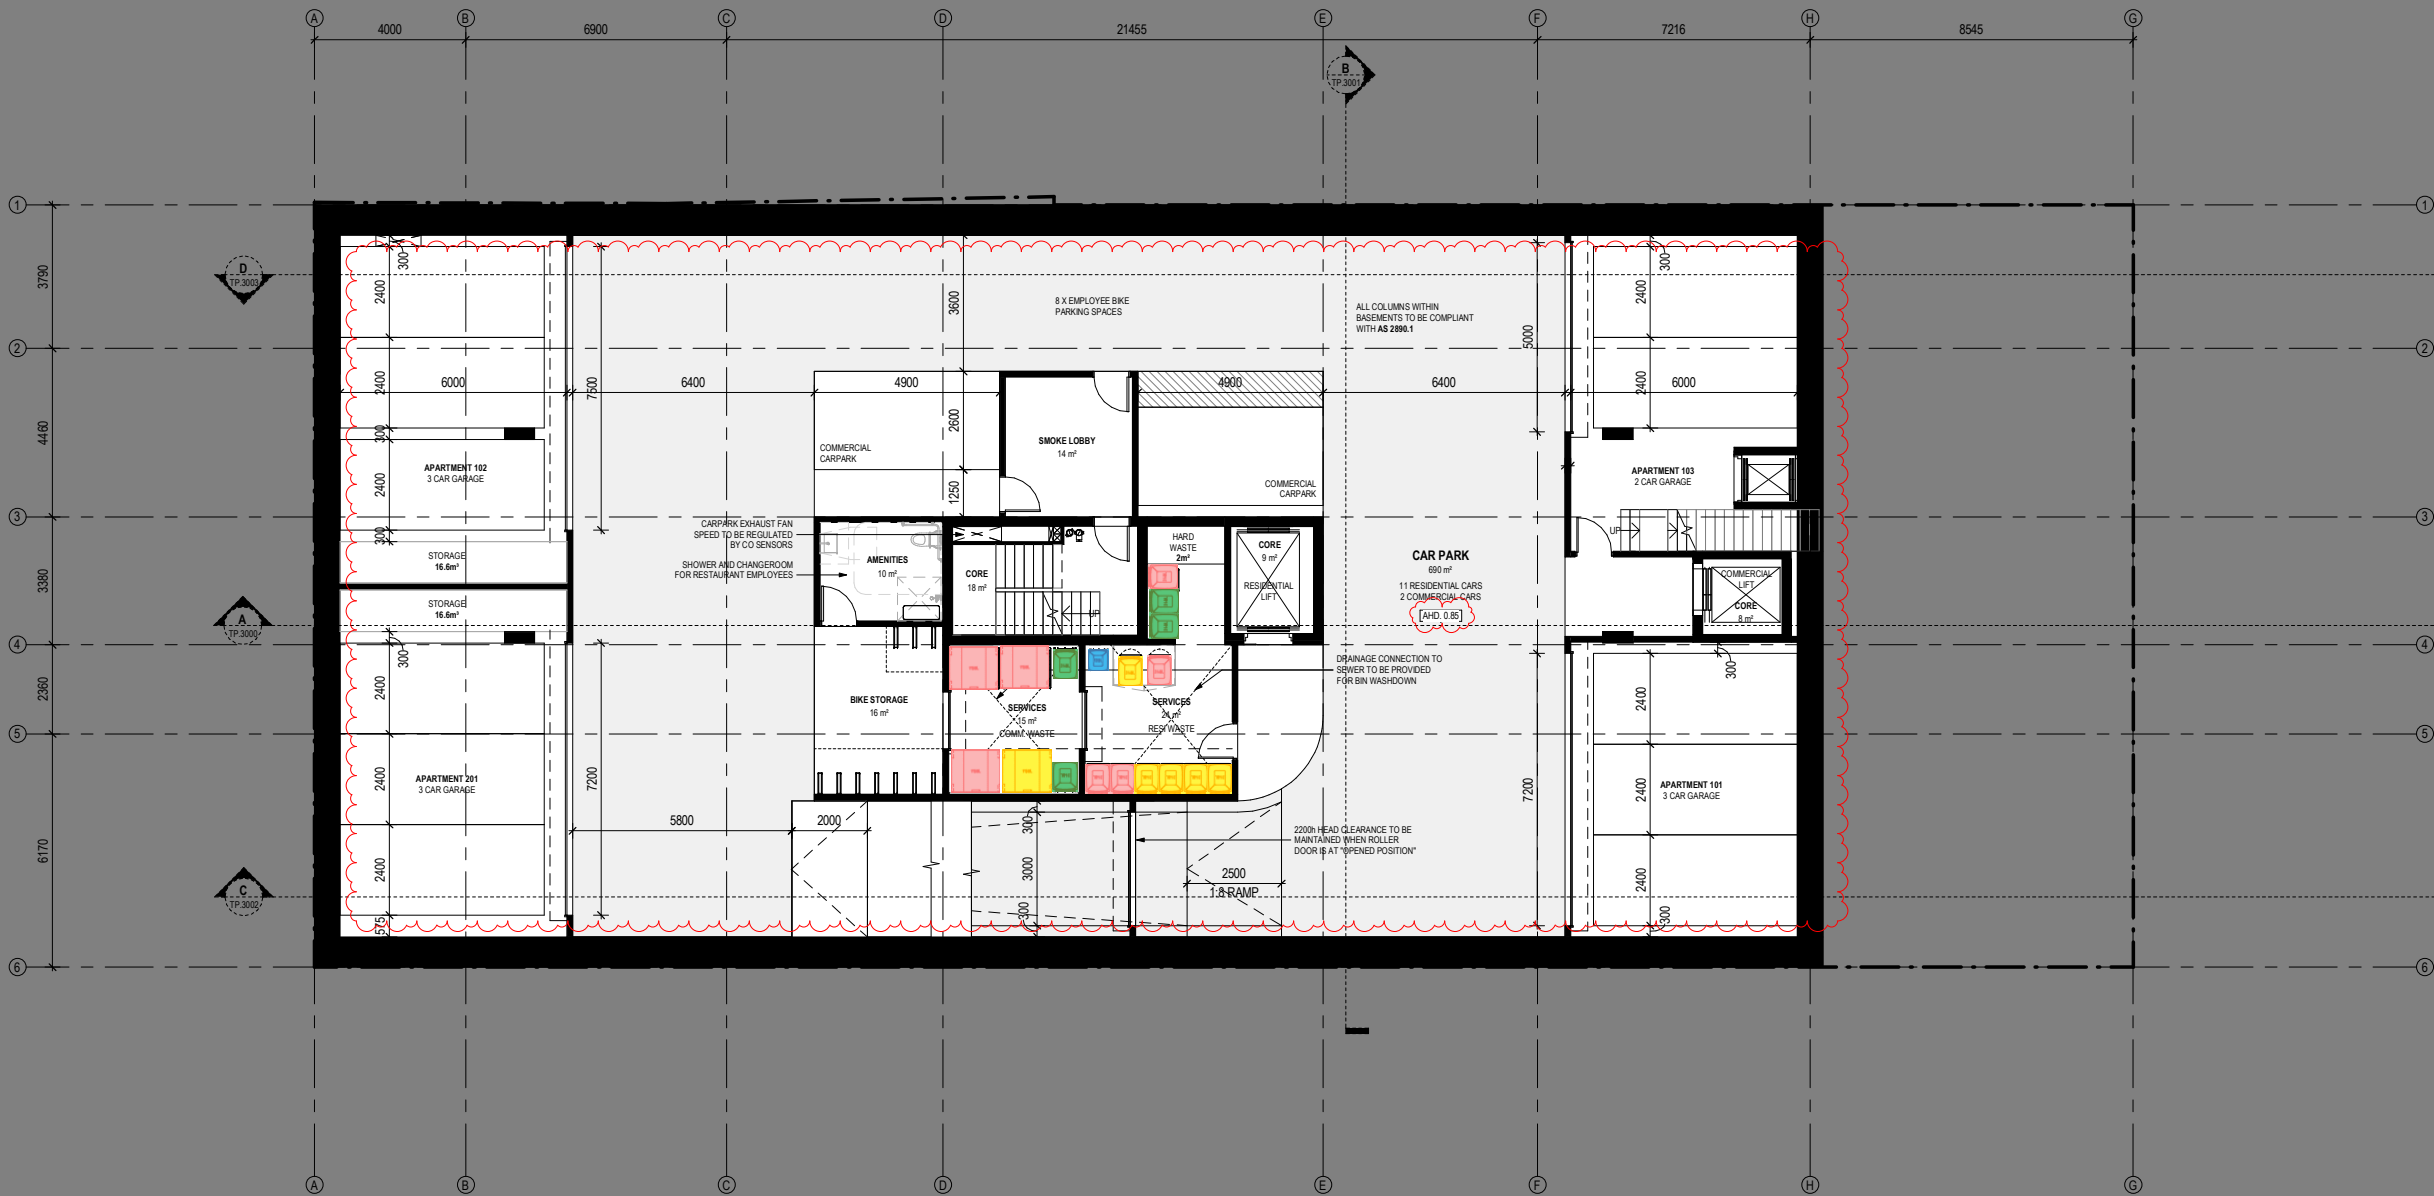 A
B
C
D
E
F
H
G
4000
6900
21455
7216
8545
B
TP.3001
1
1
D
TP.3003
3790
300
2400
3600
8 X EMPLOYEE BIKE
PARKING SPACES
ALL COLUMNS WITHIN
BASEMENTS TO BE COMPLIANT
WITH AS 2890.1
5000
300
2400
2
2
6000
2400
7500
6400
4900
4900
6400
2400
6000
4460
300
2600
COMMERCIAL
CARPARK
SMOKE LOBBY
14 m²
APARTMENT 102
3 CAR GARAGE
2400
1250
COMMERCIAL
CARPARK
APARTMENT 103
2 CAR GARAGE
3
3
300
CARPARK EXHAUST FAN
SPEED TO BE REGULATED
BY CO SENSORS
UP
HARD
WASTE
2m²
CORE
9 m²
STORAGE
16.6m³
SHOWER AND CHANGEROOM
FOR RESTAURANT EMPLOYEES
AMENITIES
10 m²
CORE
18 m²
RESIDENTIAL
LIFT
CAR PARK
690 m²
11 RESIDENTIAL CARS
2 COMMERCIAL CARS
[AHD. 0.85]
COMMERCIAL
LIFT
CORE
8 m²
3380
STORAGE
16.6m³
UP
A
TP.3000
4
4
300
DRAINAGE CONNECTION TO
SEWER TO BE PROVIDED
FOR BIN WASHDOWN
300
2360
2400
BIKE STORAGE
16 m²
SERVICES
15 m²
COMM. WASTE
SERVICES
24 m²
RESI WASTE
2400
5
5
APARTMENT 201
3 CAR GARAGE
2400
7200
7200
APARTMENT 101
3 CAR GARAGE
2400
6170
5800
2000
300
2200h HEAD CLEARANCE TO BE
MAINTAINED WHEN ROLLER
DOOR IS AT "OPENED POSITION"
2400
3000
2500
1:8 RAMP
2400
C
TP.3002
575
300
300
6
6
A
B
C
D
E
F
H
G